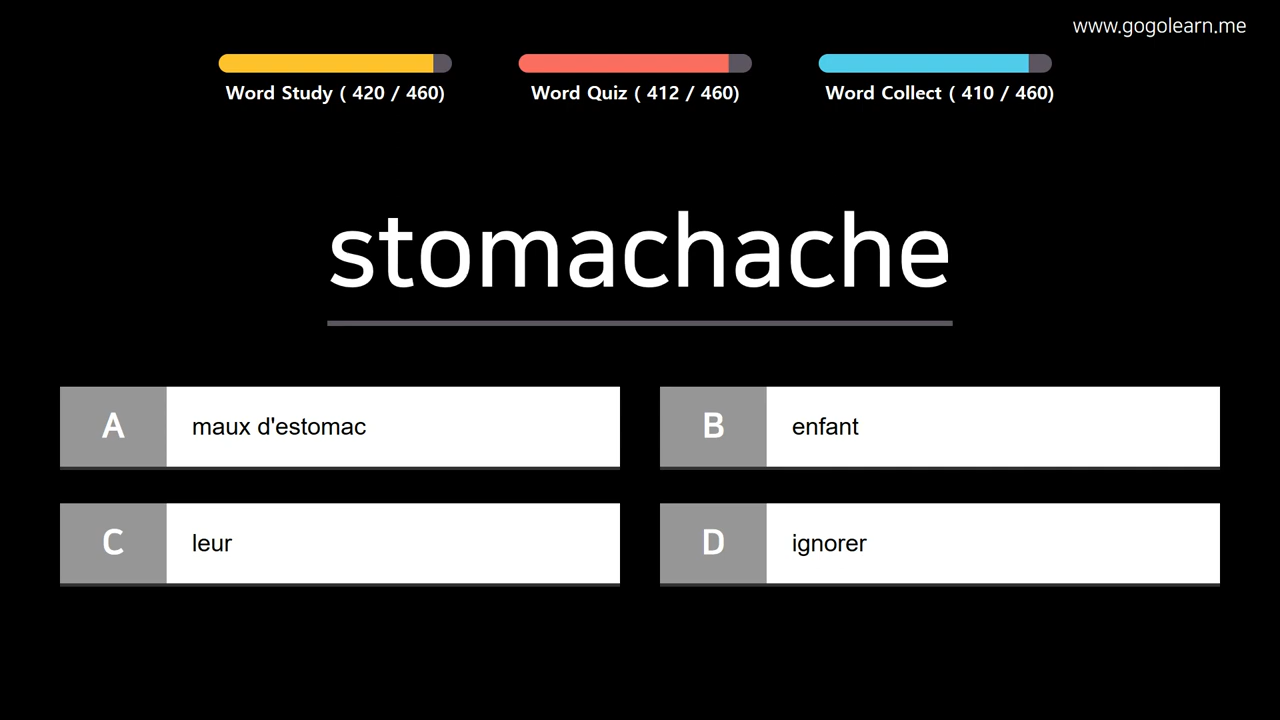 www.gogolearn.me
Word Study ( 420 / 460)
Word Quiz ( 412 / 460)
Word Collect ( 410 / 460)
stomachache
A maux d'estomac
B enfant
C leur
D ignorer